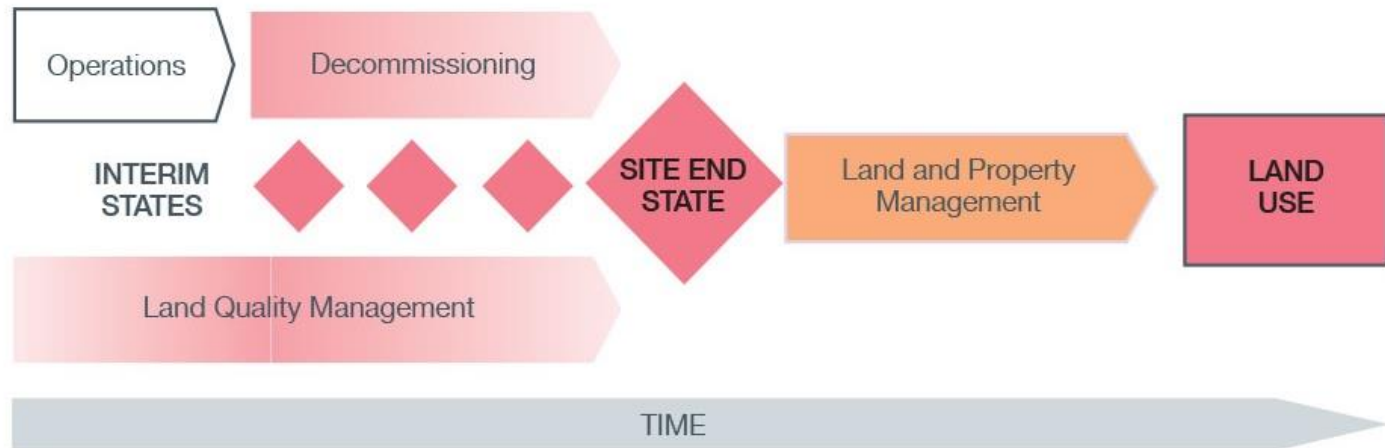 Operations
Decommissioning
INTERIM
STATES
SITE END
STATE
Land and Property
Management
LAND
USE
Land Quality Management
TIME